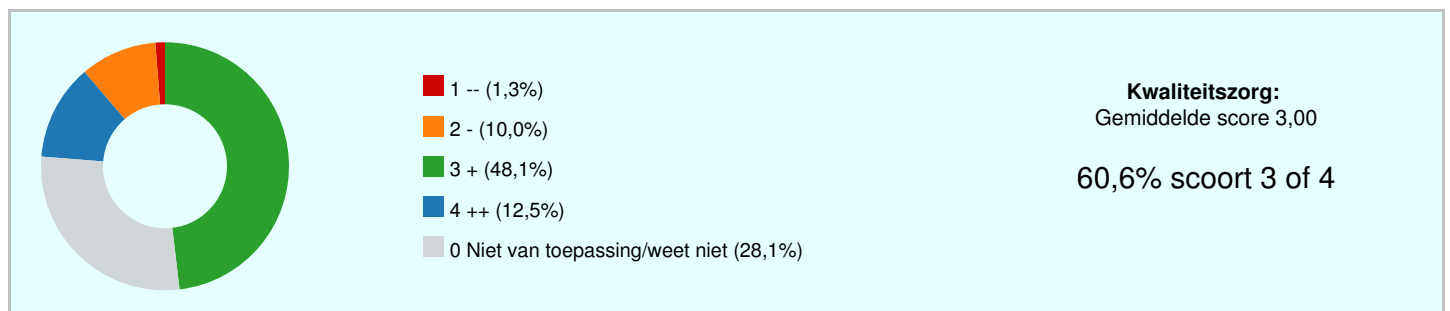 1 -- (1,3%)
2 - (10,0%)
3 + (48,1%)
4 ++ (12,5%)
0 Niet van toepassing/weet niet (28,1%)
Kwaliteitszorg:
Gemiddelde score 3,00
60,6% scoort 3 of 4